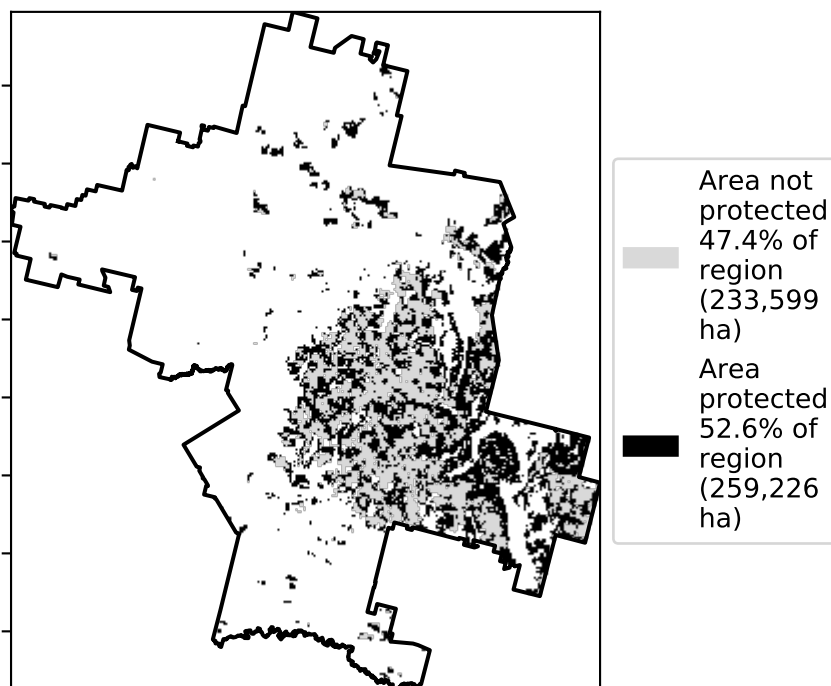 Area not
protected
47.4% of
region
(233,599
ha)
Area
protected
52.6% of
region
(259,226
ha)